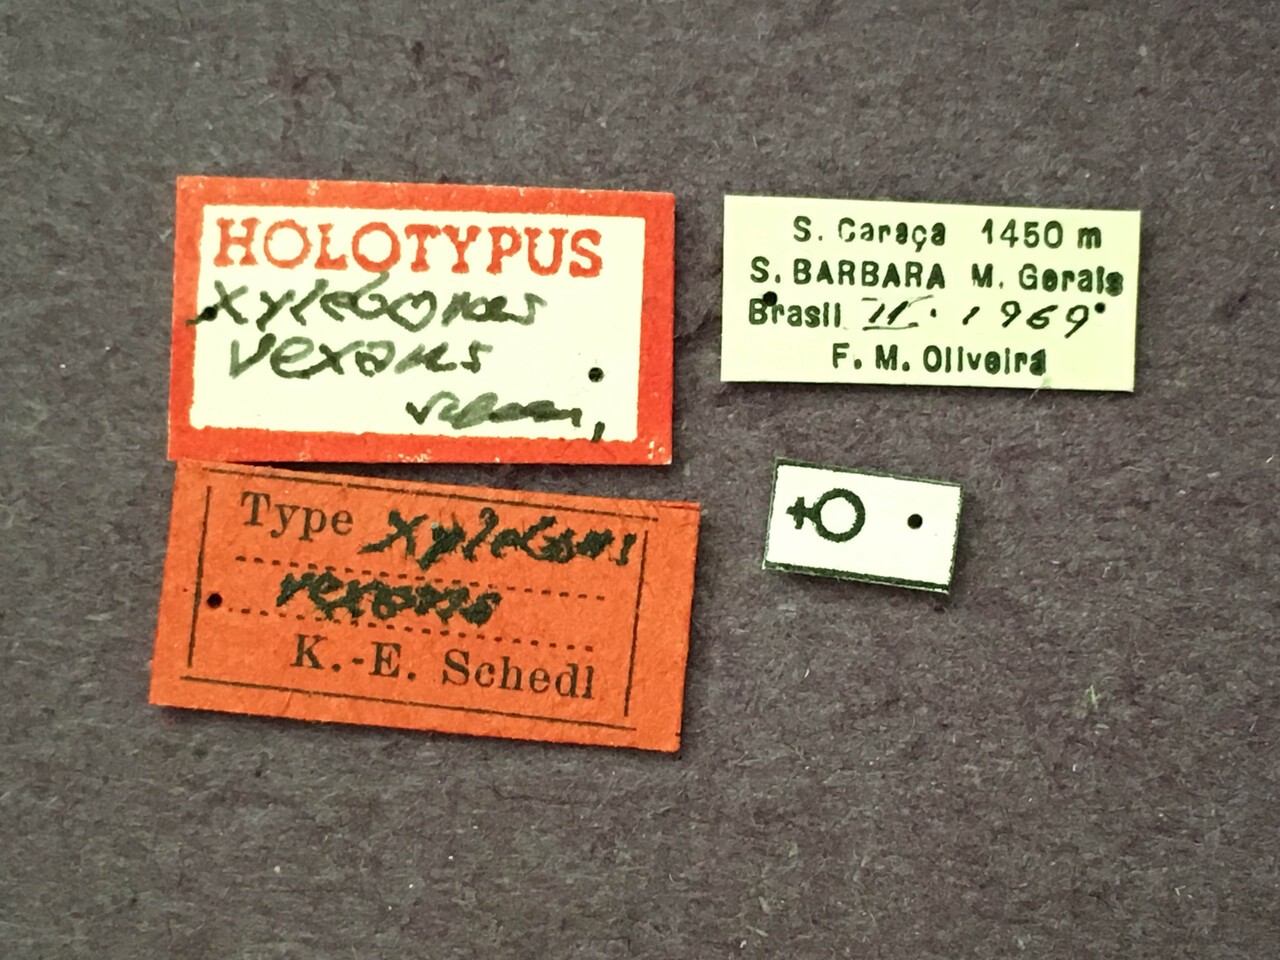 HOLOTYPUS
Xyleborus
vexans
S. Caraça 1450 m
S. BARBARA M. Gerais
Brasil II. 1969
F. M. Oliveira
♀
Type Xyleborus
vexans
K.-E. Schedl